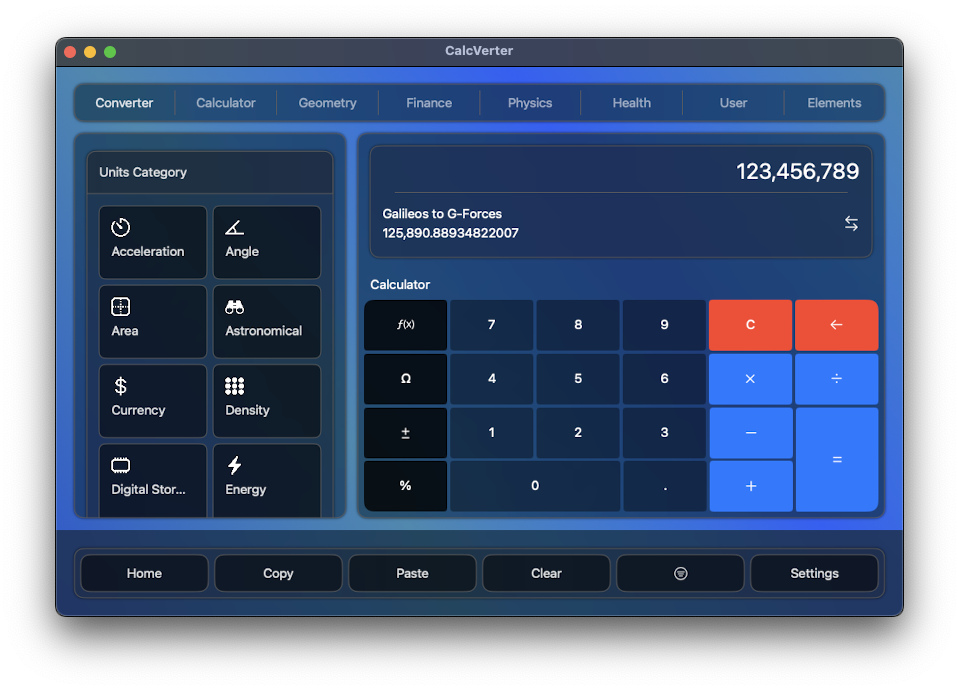 CalcVerter
Converter
Calculator
Geometry
Finance
Physics
Health
User
Elements
Units Category
Acceleration
Angle
Area
Astronomical
Currency
Density
Digital Stor...
Energy
123,456,789
Galileos to G-Forces
125,890.88934822007
Calculator
f(x) 7 8 9 C ←
Ω 4 5 6 × ÷
± 1 2 3 − =
% 0 . +
Home
Copy
Paste
Clear
Settings